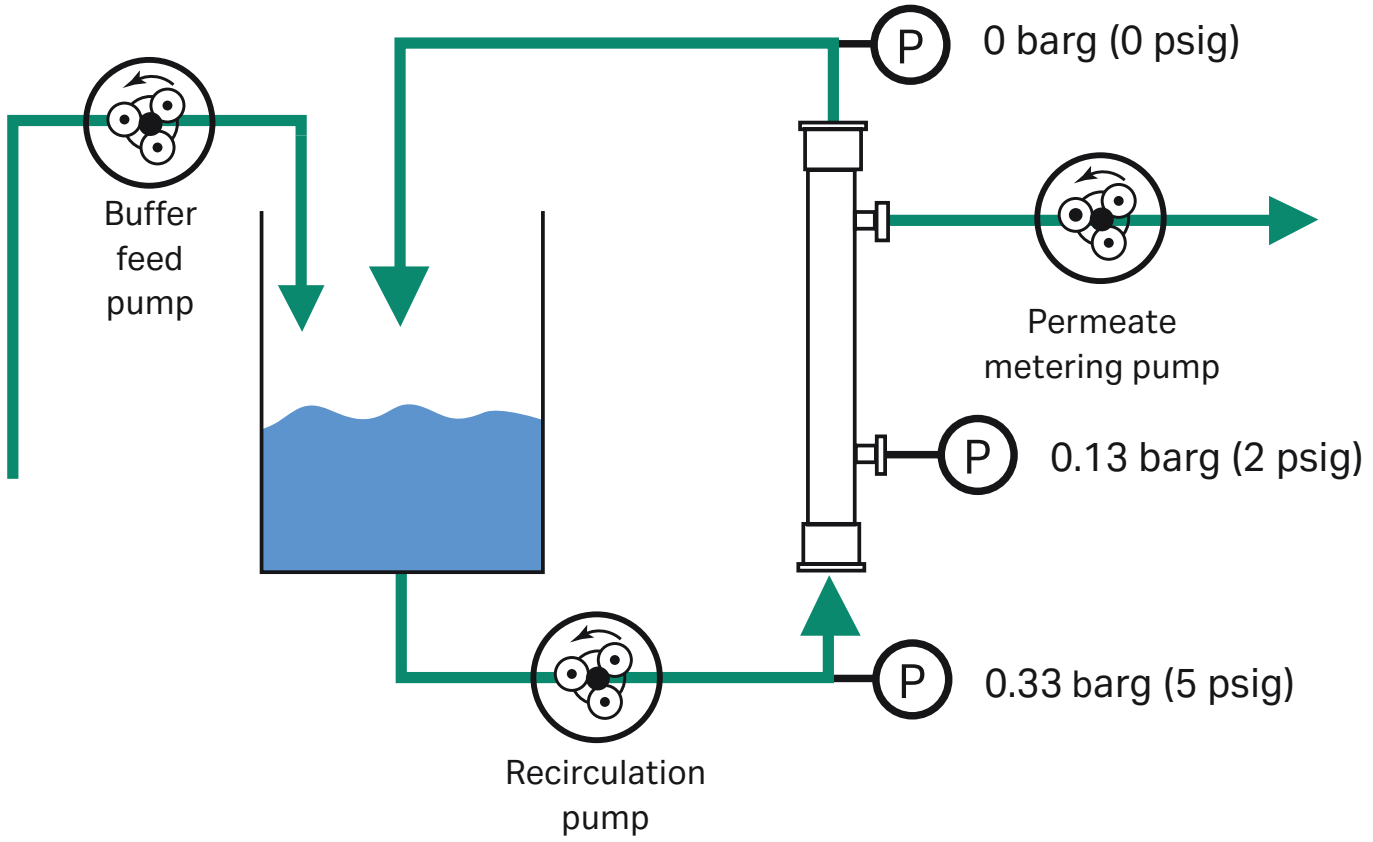 P
0 barg (0 psig)
Buffer
feed
pump
Permeate
metering pump
P
0.13 barg (2 psig)
P
0.33 barg (5 psig)
Recirculation
pump